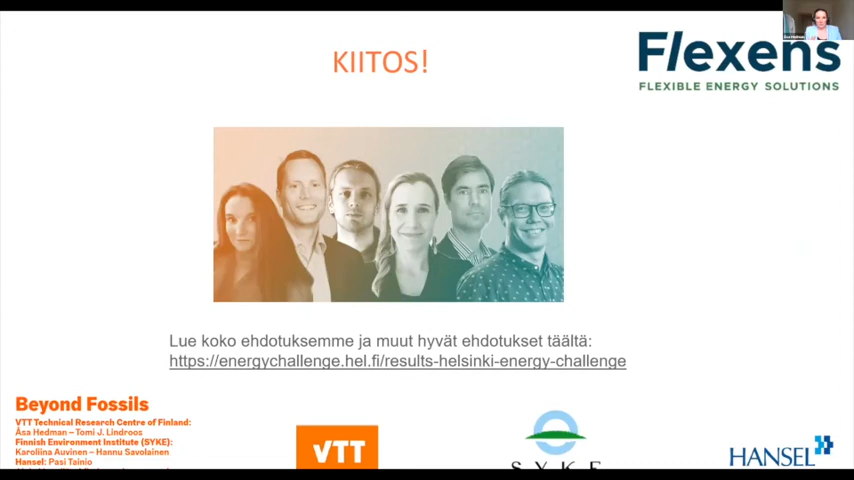 KIITOS!
Flexens
FLEXIBLE ENERGY SOLUTIONS
Lue koko ehdotuksemme ja muut hyvät ehdotukset täältä:
https://energychallenge.hel.fi/results-helsinki-energy-challenge
Beyond Fossils
VTT Technical Research Centre of Finland:
Åsa Hedman – Tomi J. Lindroos
Finnish Environment Institute (SYKE):
Karoliina Auvinen – Hannu Savolainen
Hansel: Pasi Tainio
VTT
SYKE
HANSEL